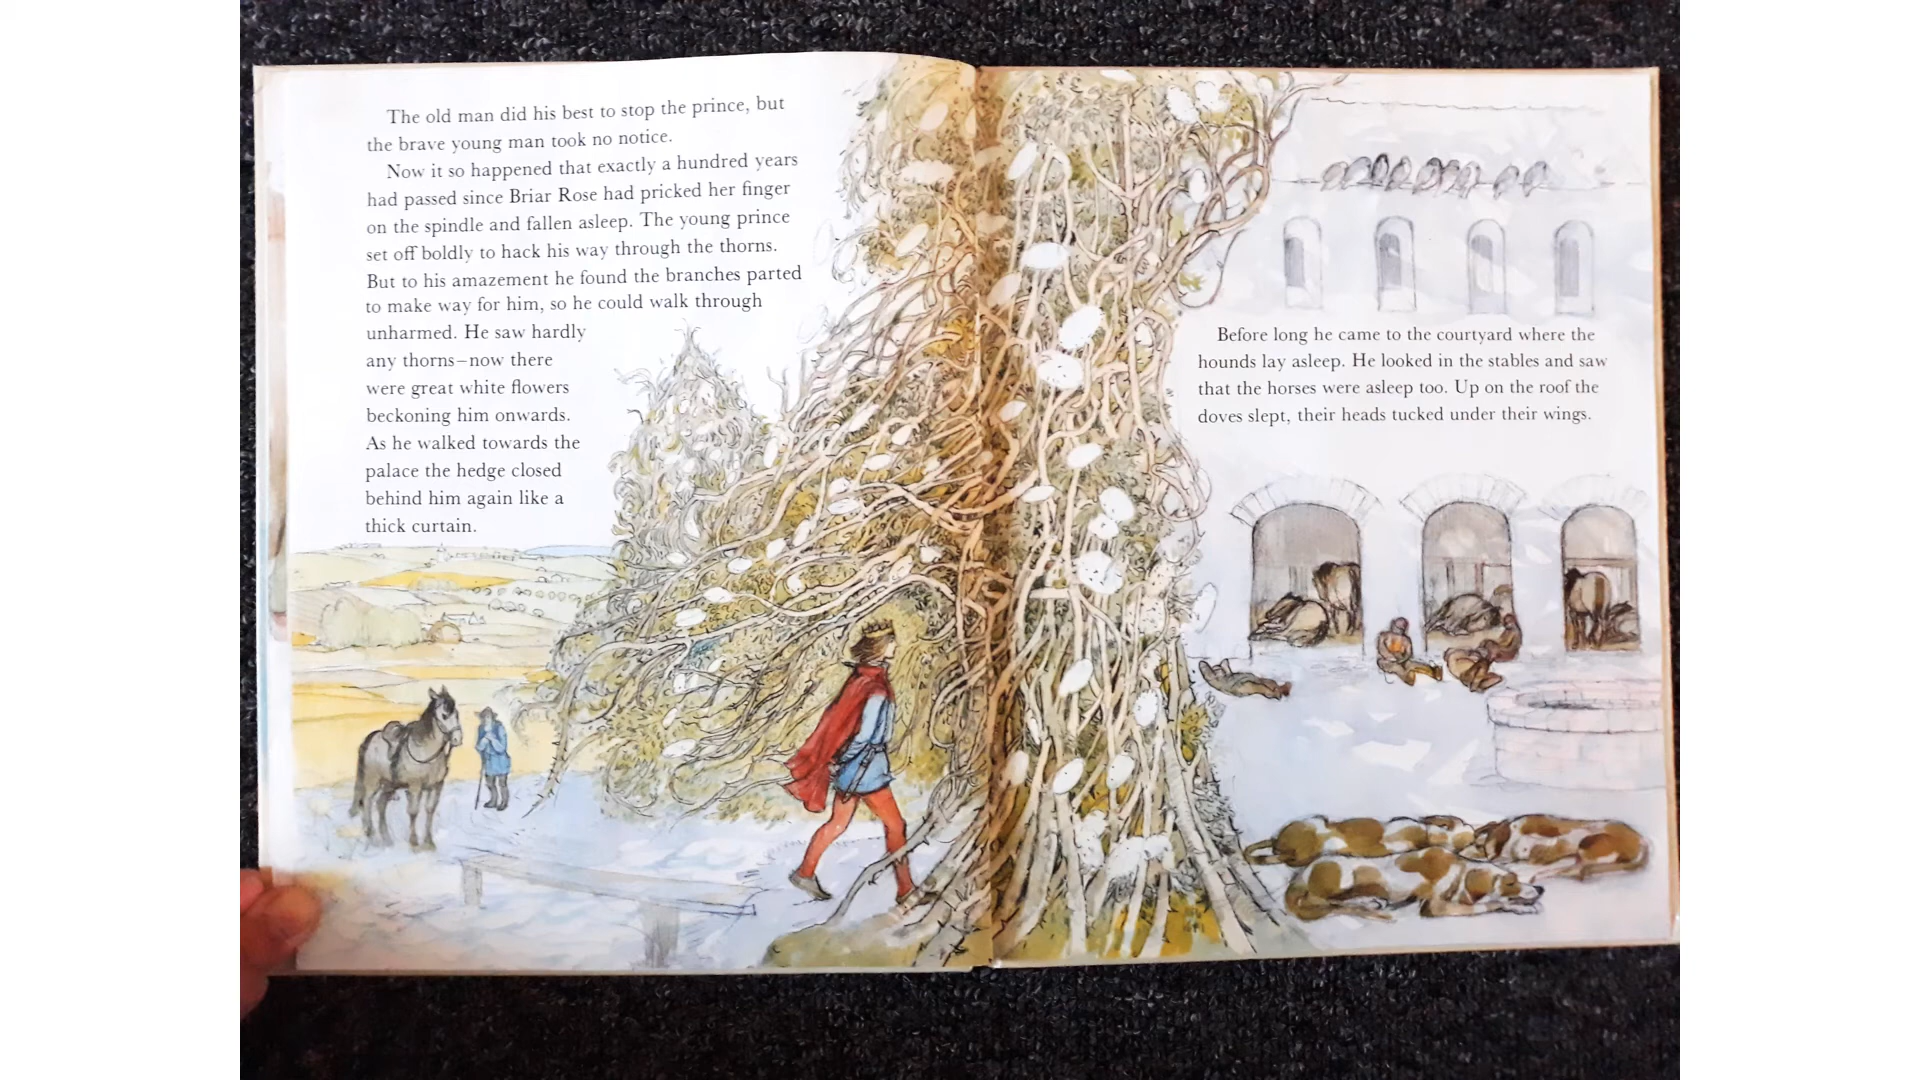 The old man did his best to stop the prince, but
the brave young man took no notice.
Now it so happened that exactly a hundred years
had passed since Briar Rose had pricked her finger
on the spindle and fallen asleep. The young prince
set off boldly to hack his way through the thorns.
But to his amazement he found the branches parted
to make way for him, so he could walk through
unharmed. He saw hardly
any thorns–now there
were great white flowers
beckoning him onwards.
As he walked towards the
palace the hedge closed
behind him again like a
thick curtain.
Before long he came to the courtyard where the
hounds lay asleep. He looked in the stables and saw
that the horses were asleep too. Up on the roof the
doves slept, their heads tucked under their wings.